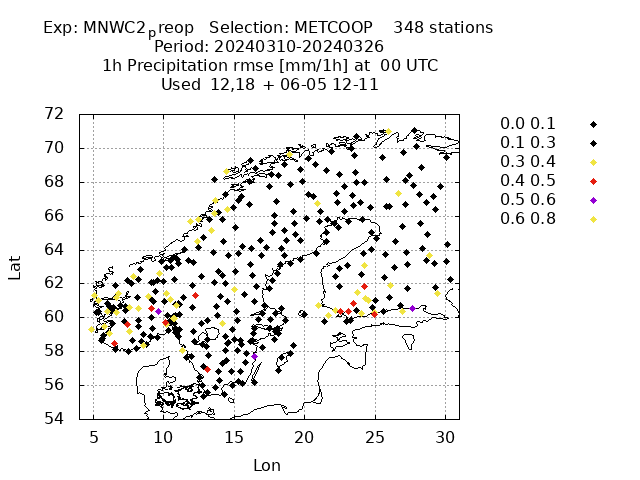 Exp: MNWC2preop Selection: METCOOP 348 stations
Period: 20240310-20240326
1h Precipitation rmse [mm/1h] at 00 UTC
Used 12,18 + 06-05 12-11
72
70
68
66
64
62
60
58
56
54
Lat
5 10 15 20 25 30
Lon
0.0 0.1
0.1 0.3
0.3 0.4
0.4 0.5
0.5 0.6
0.6 0.8